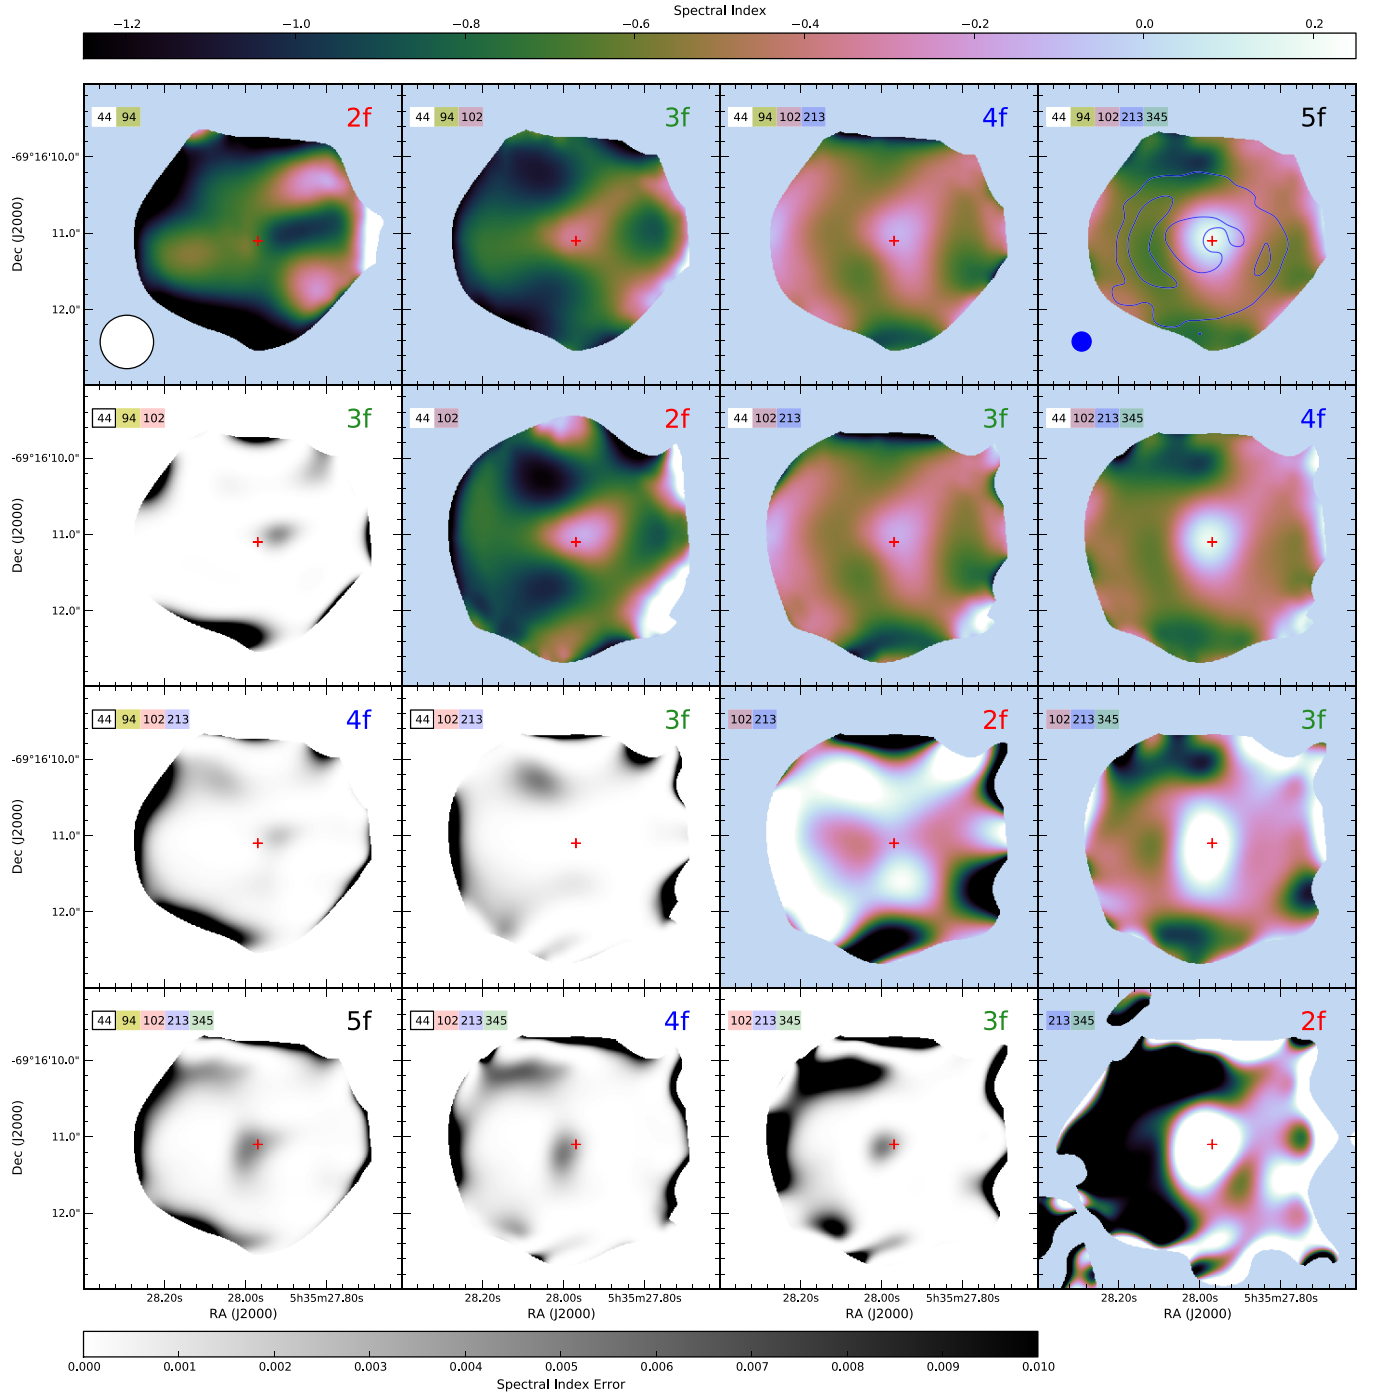 Spectral Index
−1.2 −1.0 −0.8 −0.6 −0.4 −0.2 0.0 0.2
44 94 2f
44 94 102 3f
44 94 102 213 4f
44 94 102 213 345 5f
-69°16'10.0"
11.0"
12.0"
Dec (J2000)
44 94 102 3f
44 102 2f
44 102 213 3f
44 102 213 345 4f
-69°16'10.0"
11.0"
12.0"
Dec (J2000)
44 94 102 213 4f
44 102 213 3f
102 213 2f
102 213 345 3f
-69°16'10.0"
11.0"
12.0"
Dec (J2000)
44 94 102 213 345 5f
44 102 213 345 4f
102 213 345 3f
213 345 2f
-69°16'10.0"
11.0"
12.0"
Dec (J2000)
28.20s 28.00s 5h35m27.80s
28.20s 28.00s 5h35m27.80s
28.20s 28.00s 5h35m27.80s
28.20s 28.00s 5h35m27.80s
RA (J2000) RA (J2000) RA (J2000) RA (J2000)
0.000 0.001 0.002 0.003 0.004 0.005 0.006 0.007 0.008 0.009 0.010
Spectral Index Error